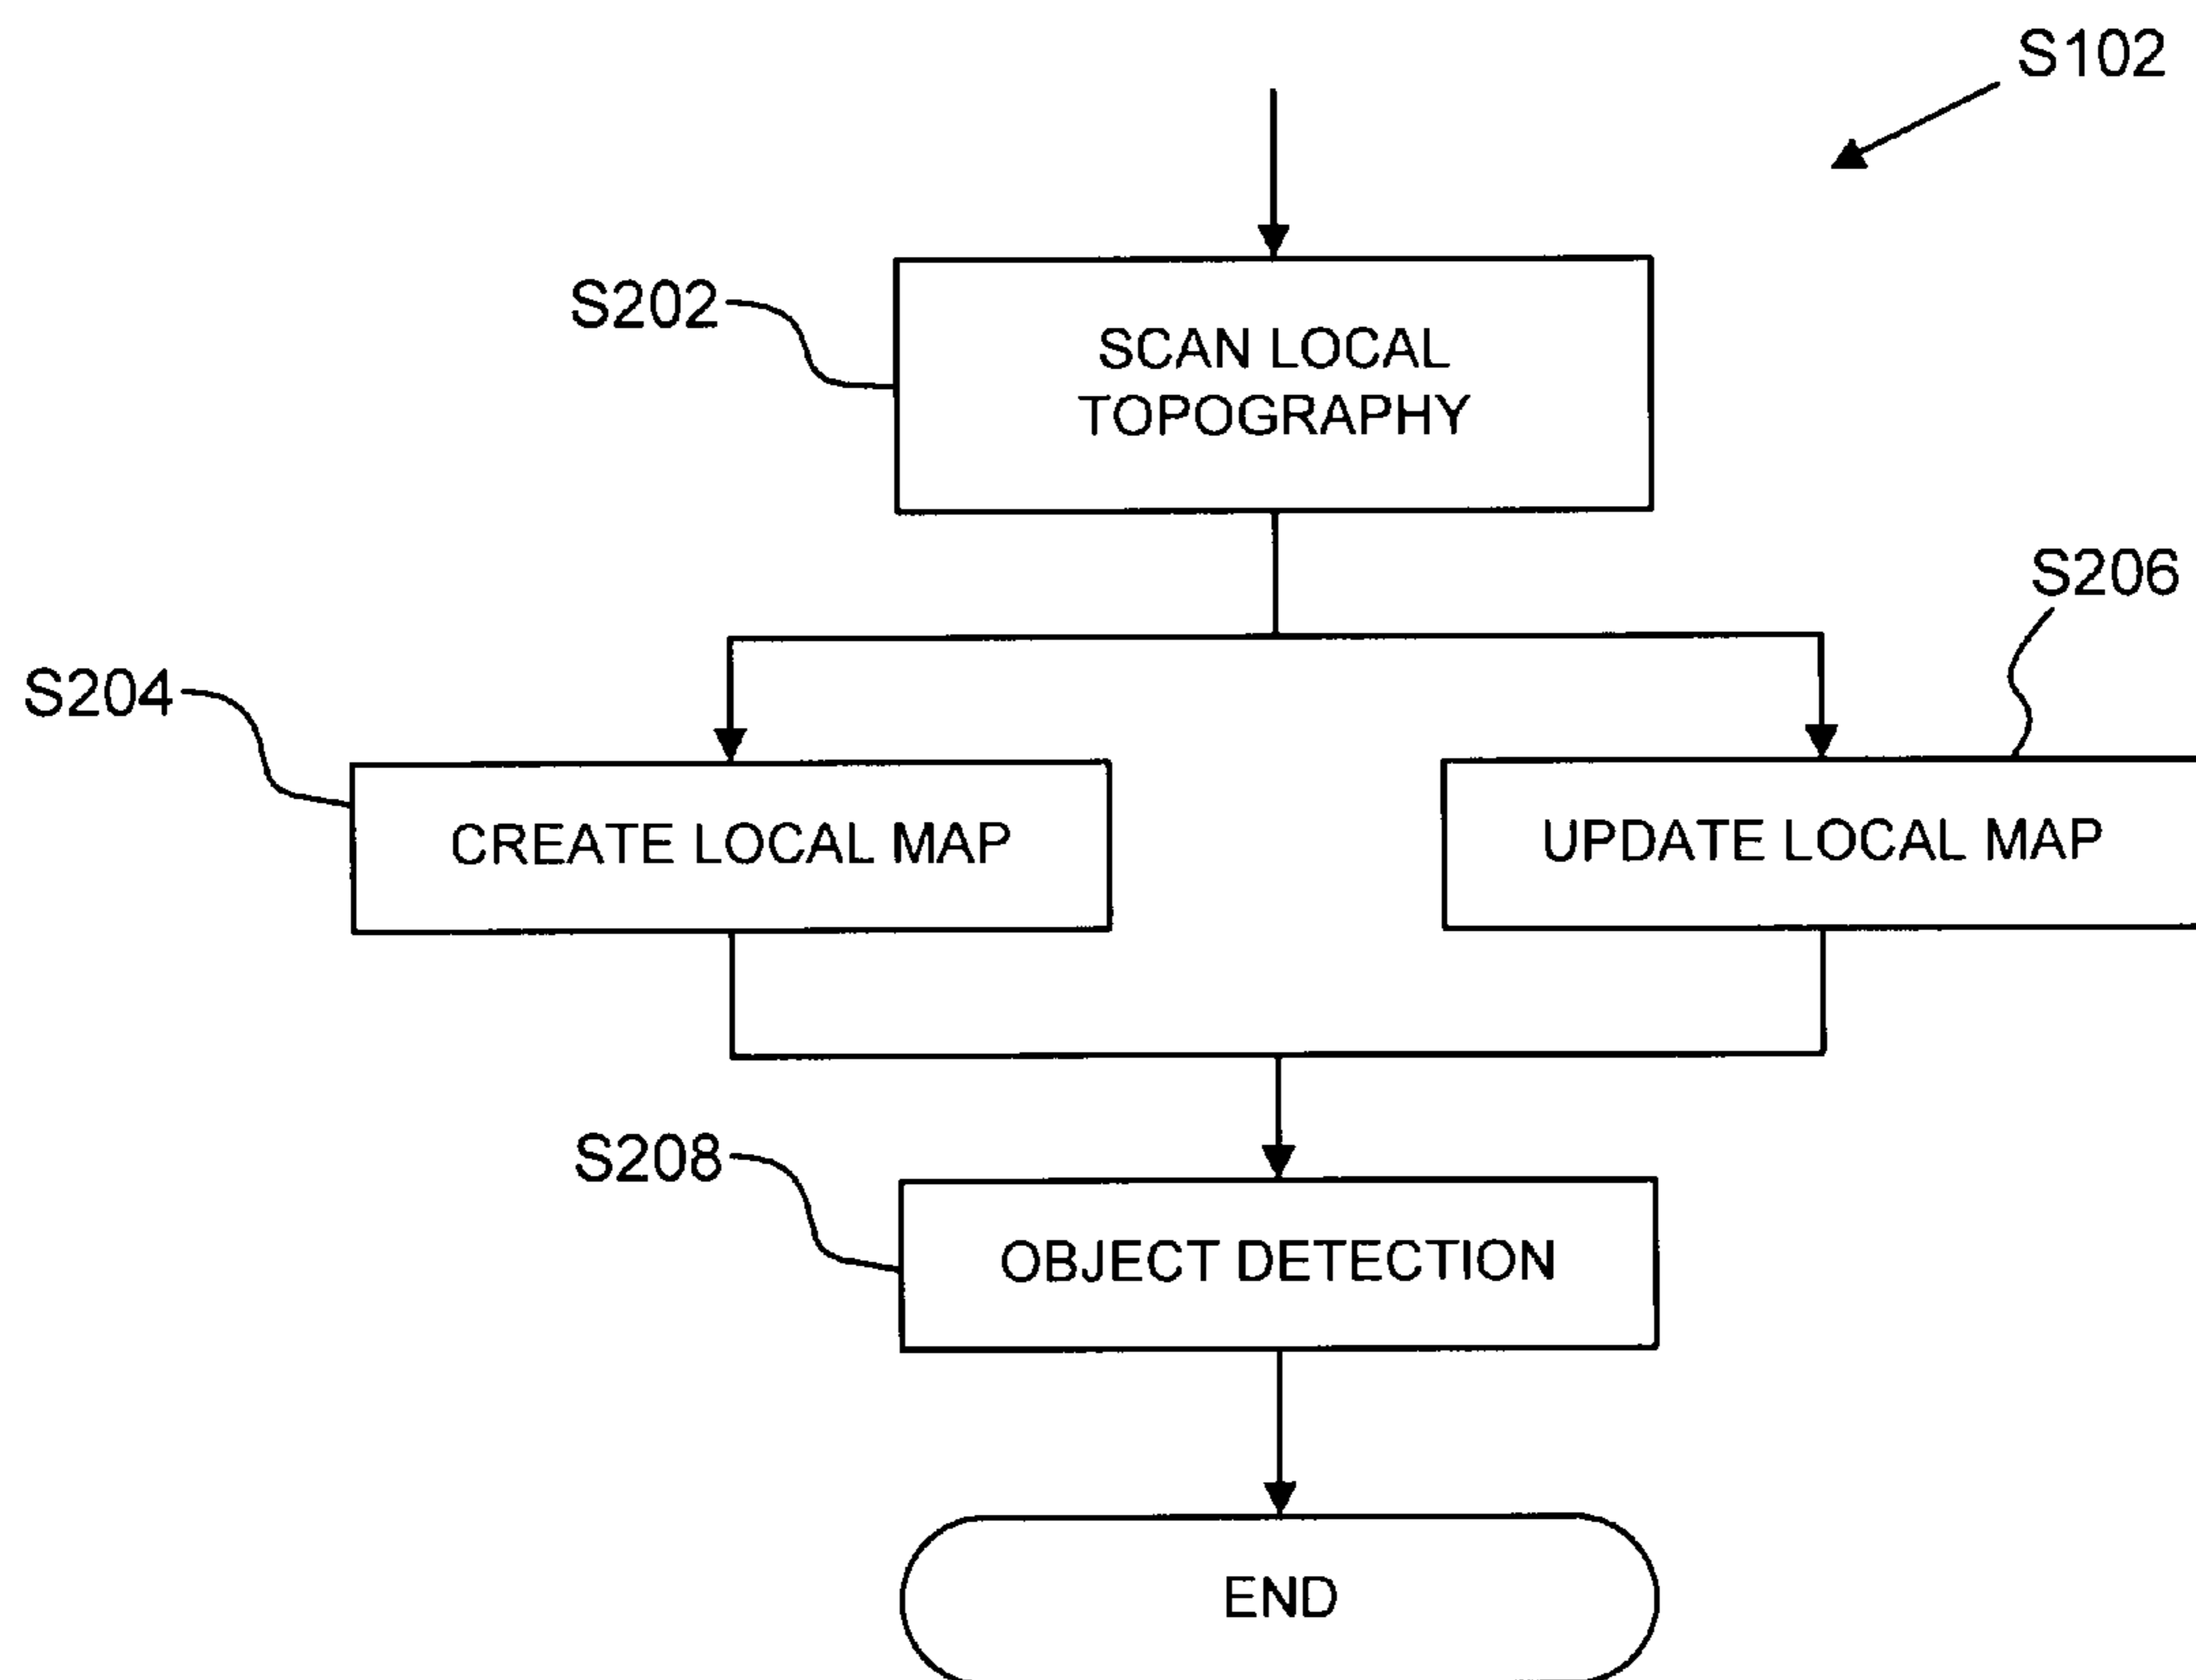 S102
S202
SCAN LOCAL
TOPOGRAPHY
S206
S204
CREATE LOCAL MAP
UPDATE LOCAL MAP
S208
OBJECT DETECTION
END